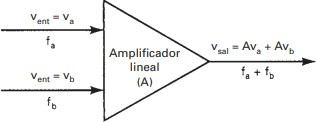 v_ent = v_a
f_a
v_ent = v_b
f_b
Amplificador
lineal
(A)
v_sal = Av_a + Av_b
f_a + f_b